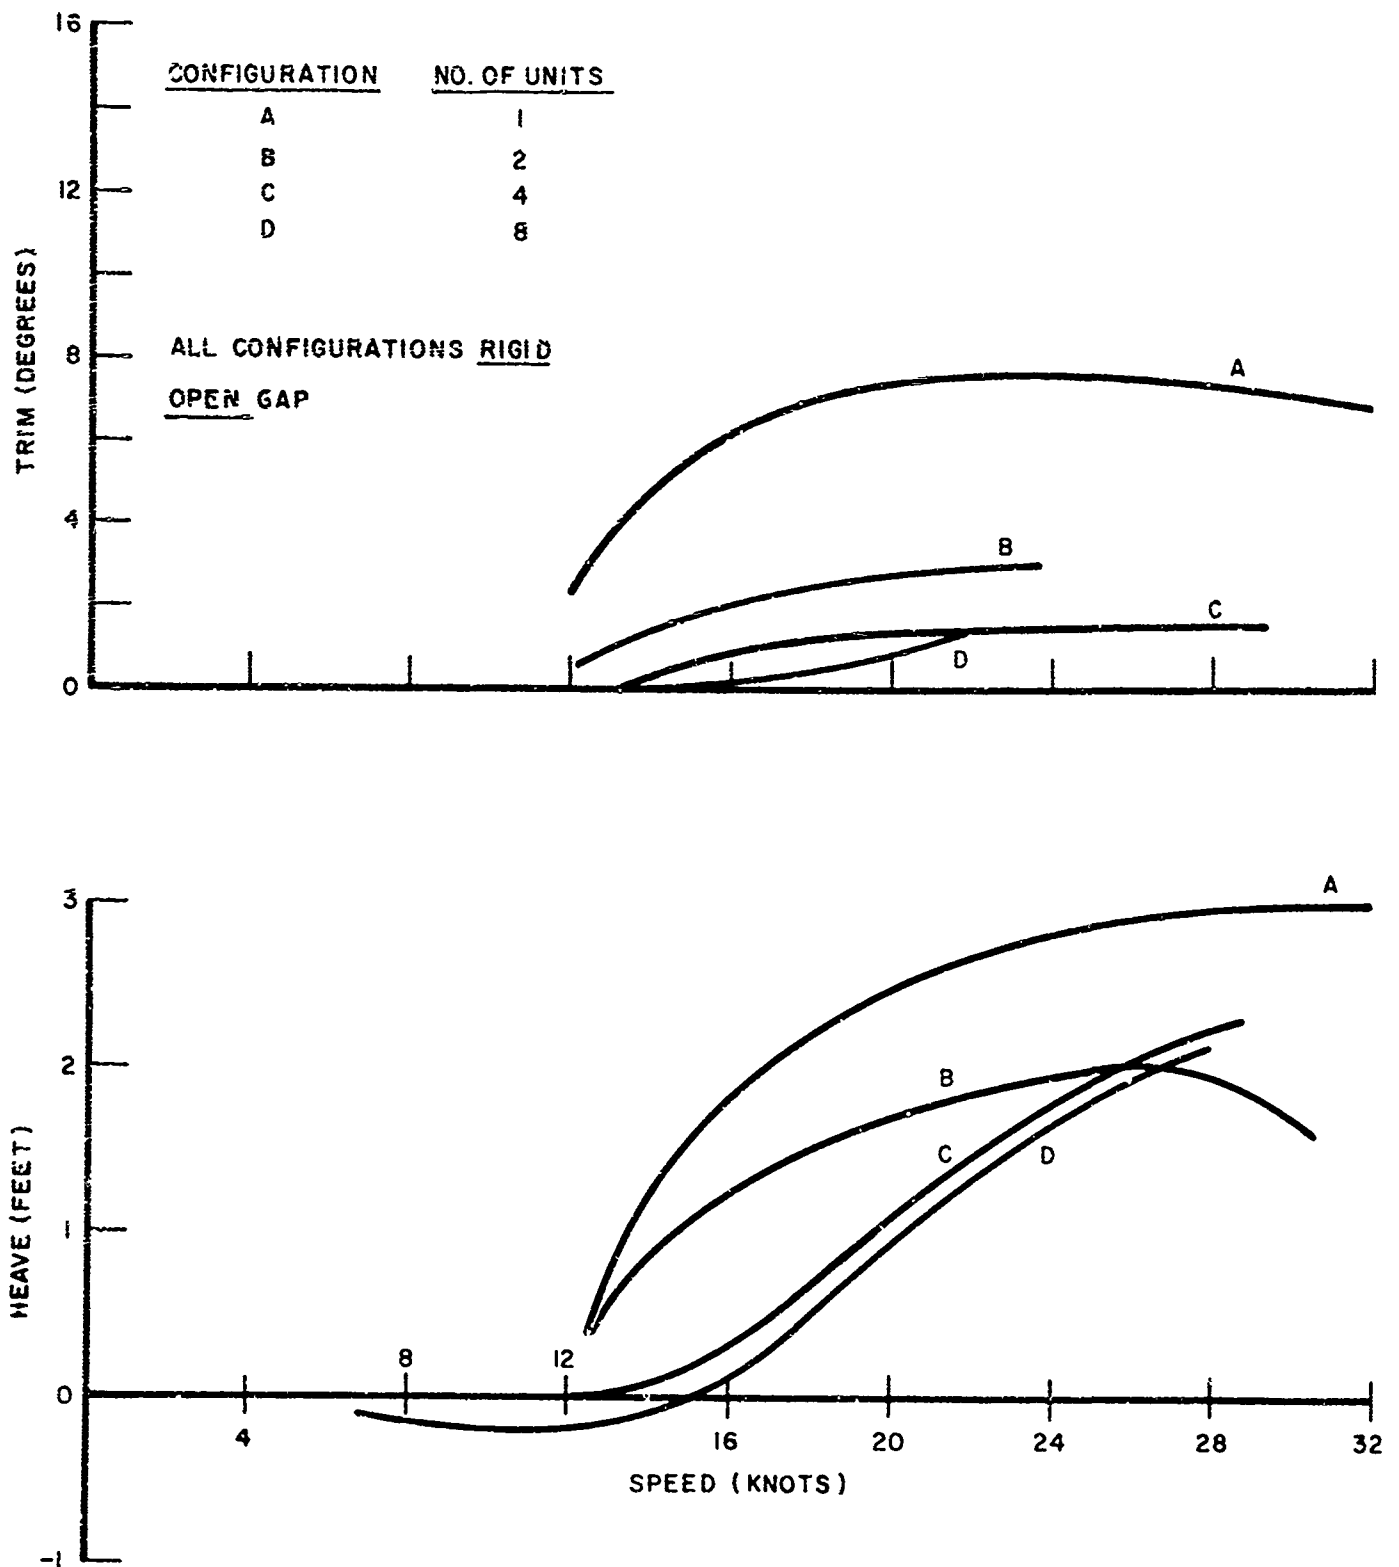 16
CONFIGURATION NO. OF UNITS
A 1
B 2
12
C 4
D 8
TRIM (DEGREES)
8
ALL CONFIGURATIONS RIGID
OPEN GAP
A
4
B
C
D
0
3
A
2
B
C
D
HEAVE (FEET)
1
8 12
0
4 16 20 24 28 32
SPEED (KNOTS)
-1